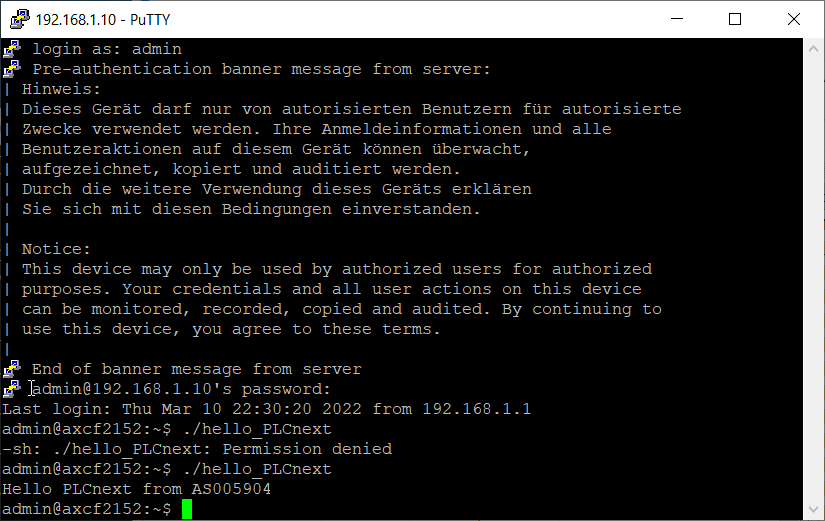 192.168.1.10 - PuTTY
login as: admin
Pre-authentication banner message from server:
| Hinweis:
| Dieses Gerät darf nur von autorisierten Benutzern für autorisierte
| Zwecke verwendet werden. Ihre Anmeldeinformationen und alle
| Benutzeraktionen auf diesem Gerät können überwacht,
| aufgezeichnet, kopiert und auditiert werden.
| Durch die weitere Verwendung dieses Geräts erklären
| Sie sich mit diesen Bedingungen einverstanden.
|
| Notice:
| This device may only be used by authorized users for authorized
| purposes. Your credentials and all user actions on this device
| can be monitored, recorded, copied and audited. By continuing to
| use this device, you agree to these terms.
|
End of banner message from server
admin@192.168.1.10's password:
Last login: Thu Mar 10 22:30:20 2022 from 192.168.1.1
admin@axcf2152:~$ ./hello_PLCnext
-sh: ./hello_PLCnext: Permission denied
admin@axcf2152:~$ ./hello_PLCnext
Hello PLCnext from AS005904
admin@axcf2152:~$